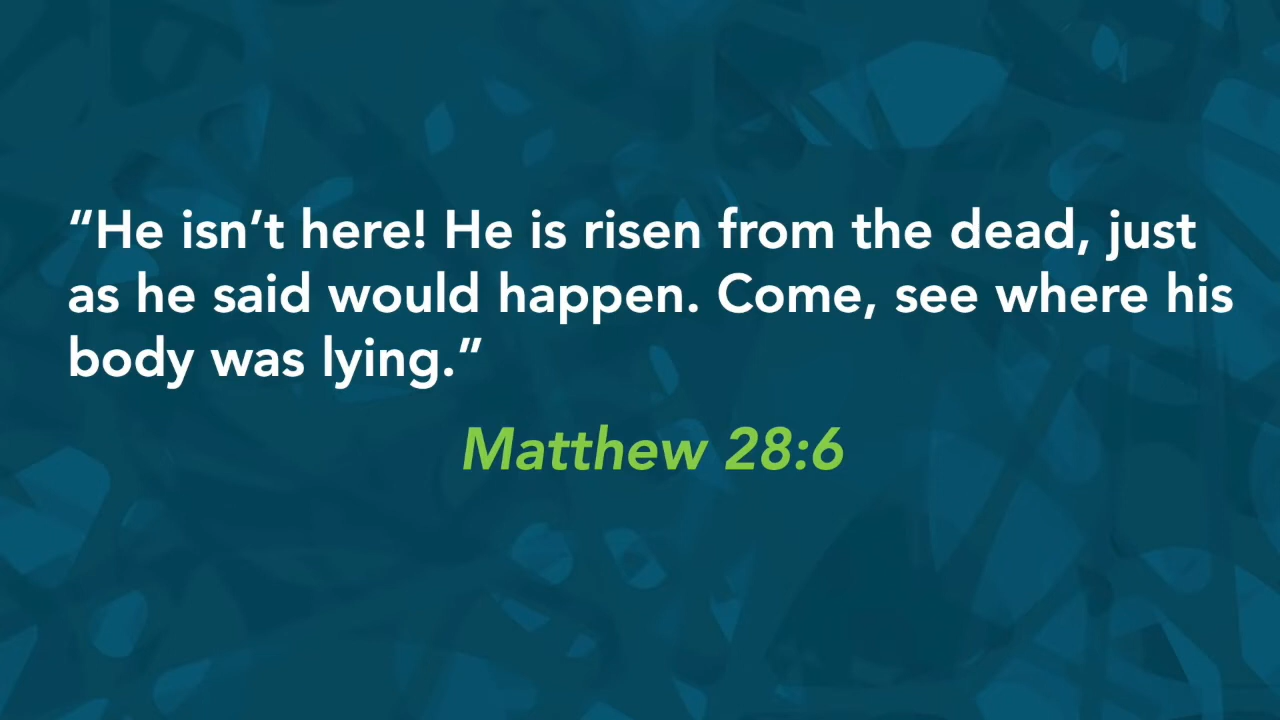 “He isn’t here! He is risen from the dead, just
as he said would happen. Come, see where his
body was lying.”
Matthew 28:6